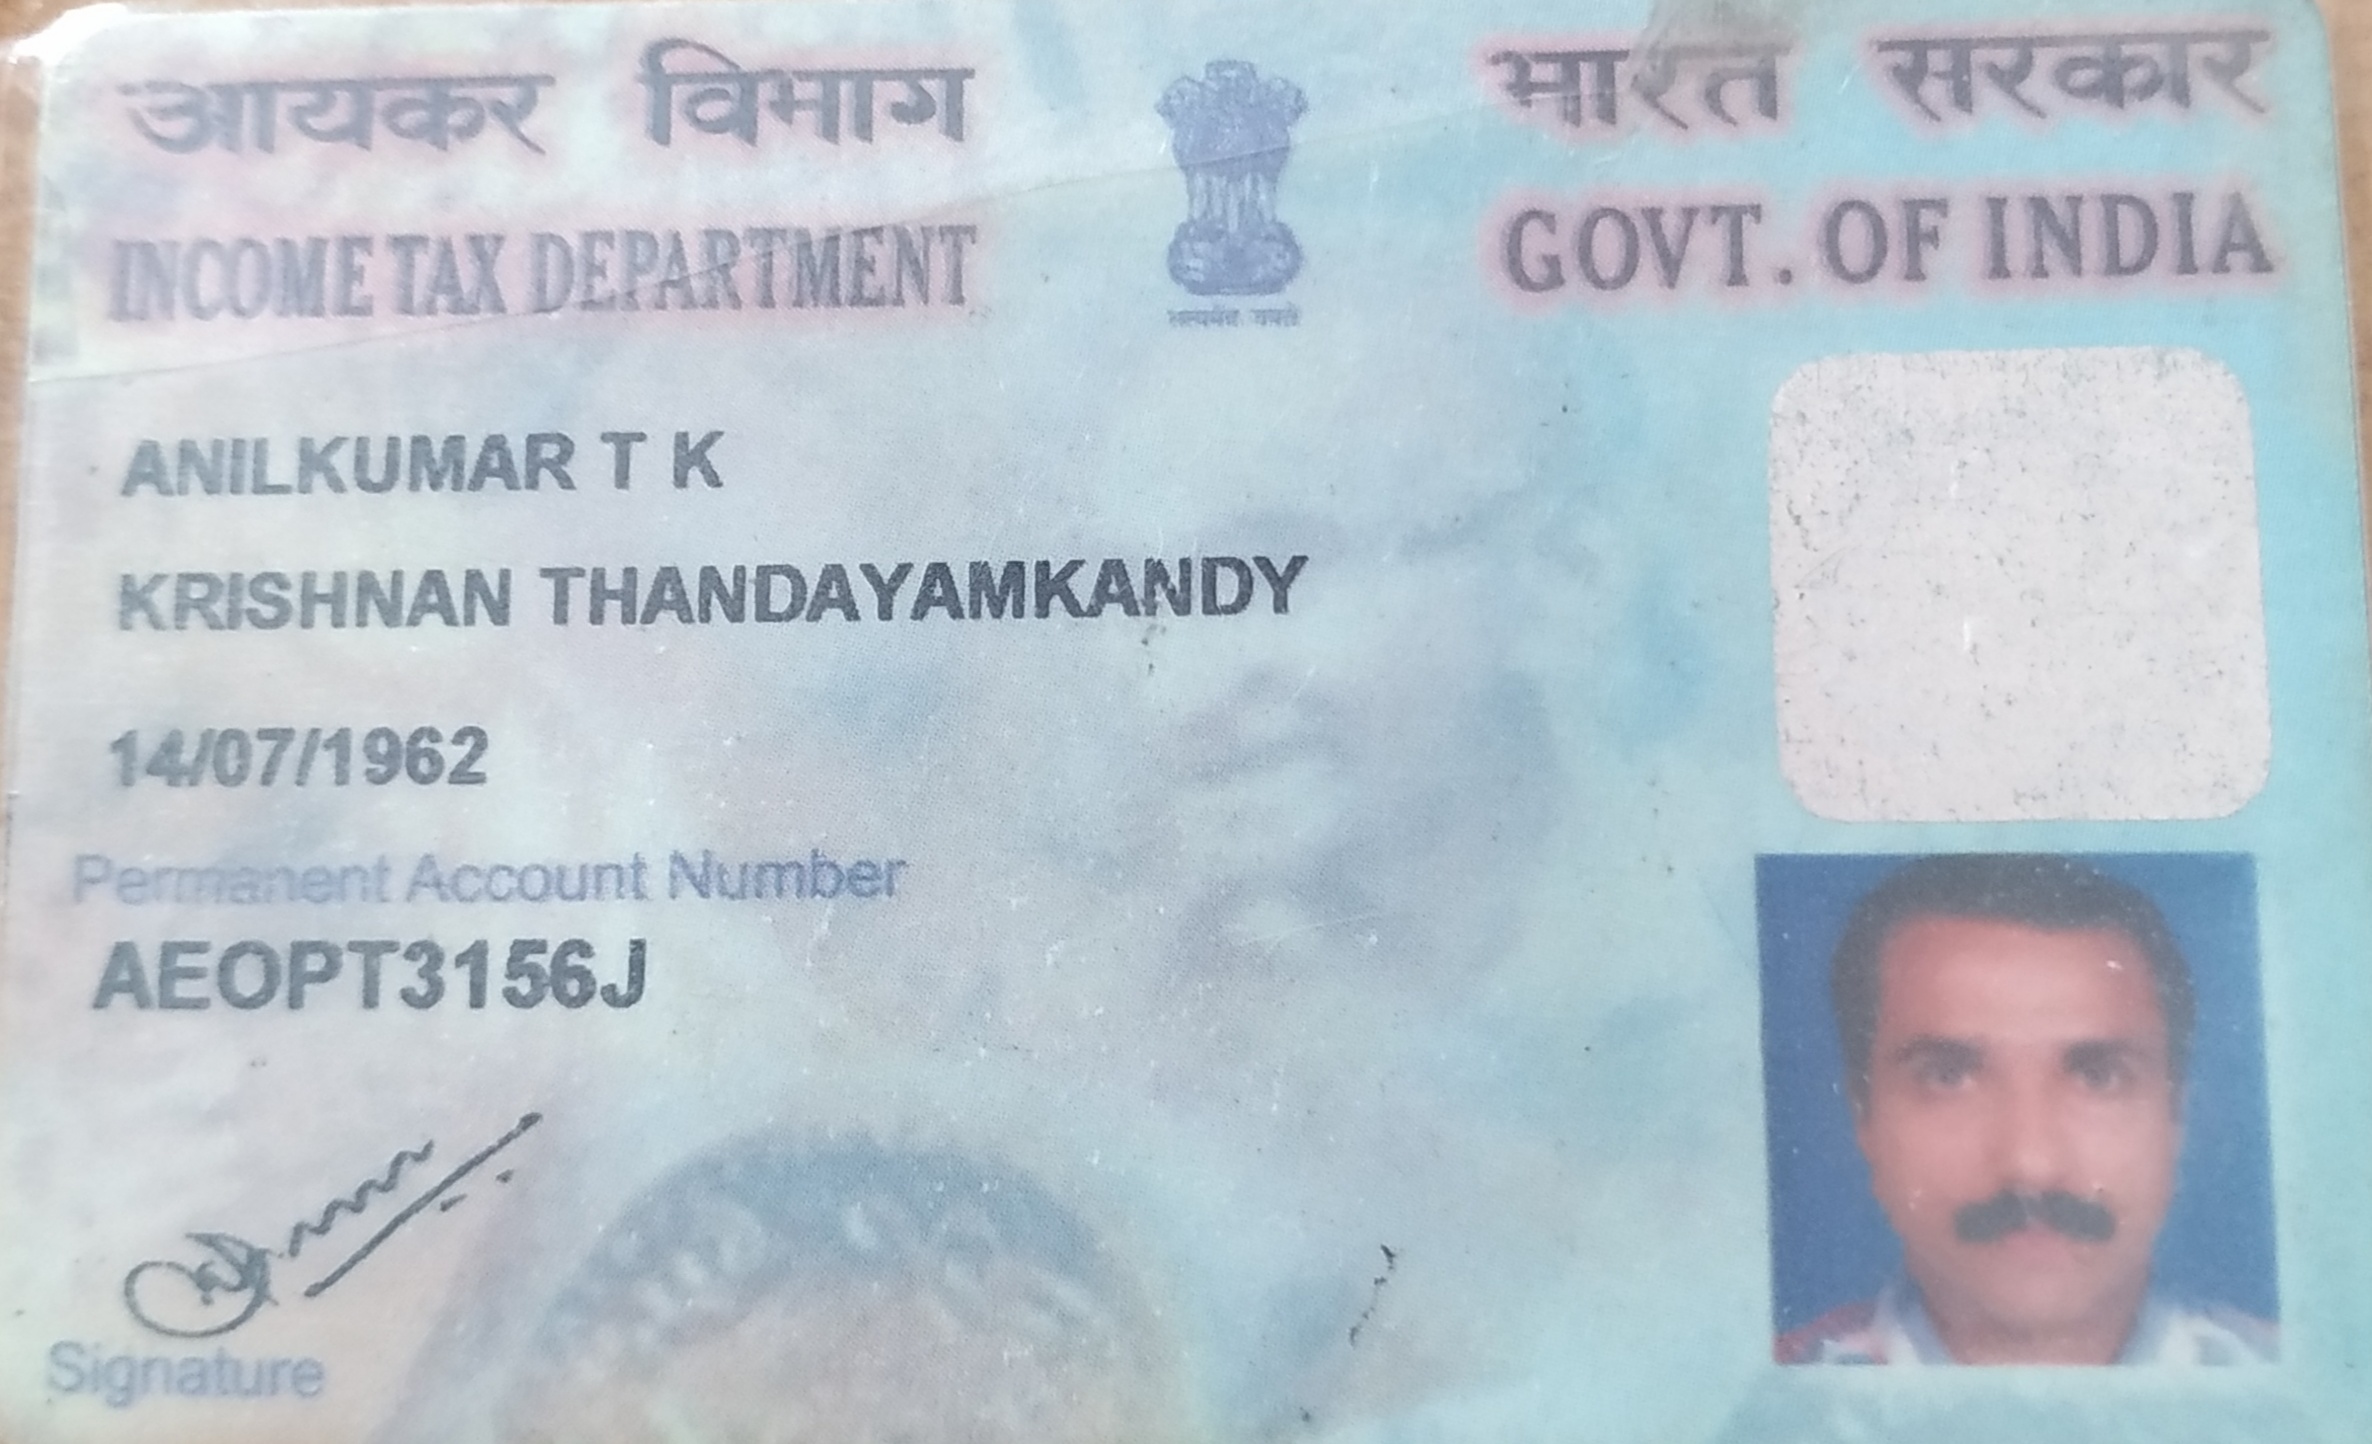 आयकर विभाग
INCOME TAX DEPARTMENT
भारत सरकार
GOVT. OF INDIA
सत्यमेव जयते
ANILKUMAR T K
KRISHNAN THANDAYAMKANDY
14/07/1962
Permanent Account Number
AEOPT3156J
Signature